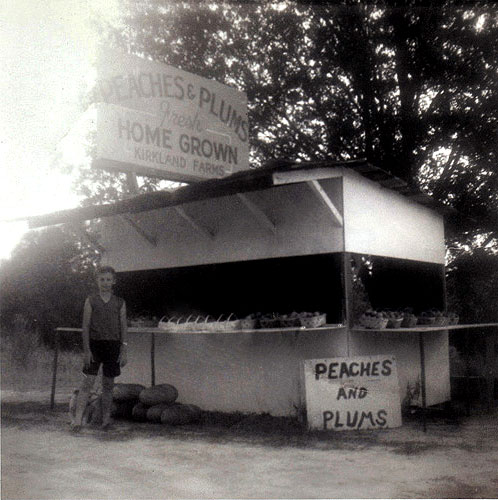 PEACHES & PLUMS
Fresh
HOME GROWN
KIRKLAND FARMS
PEACHES
AND
PLUMS